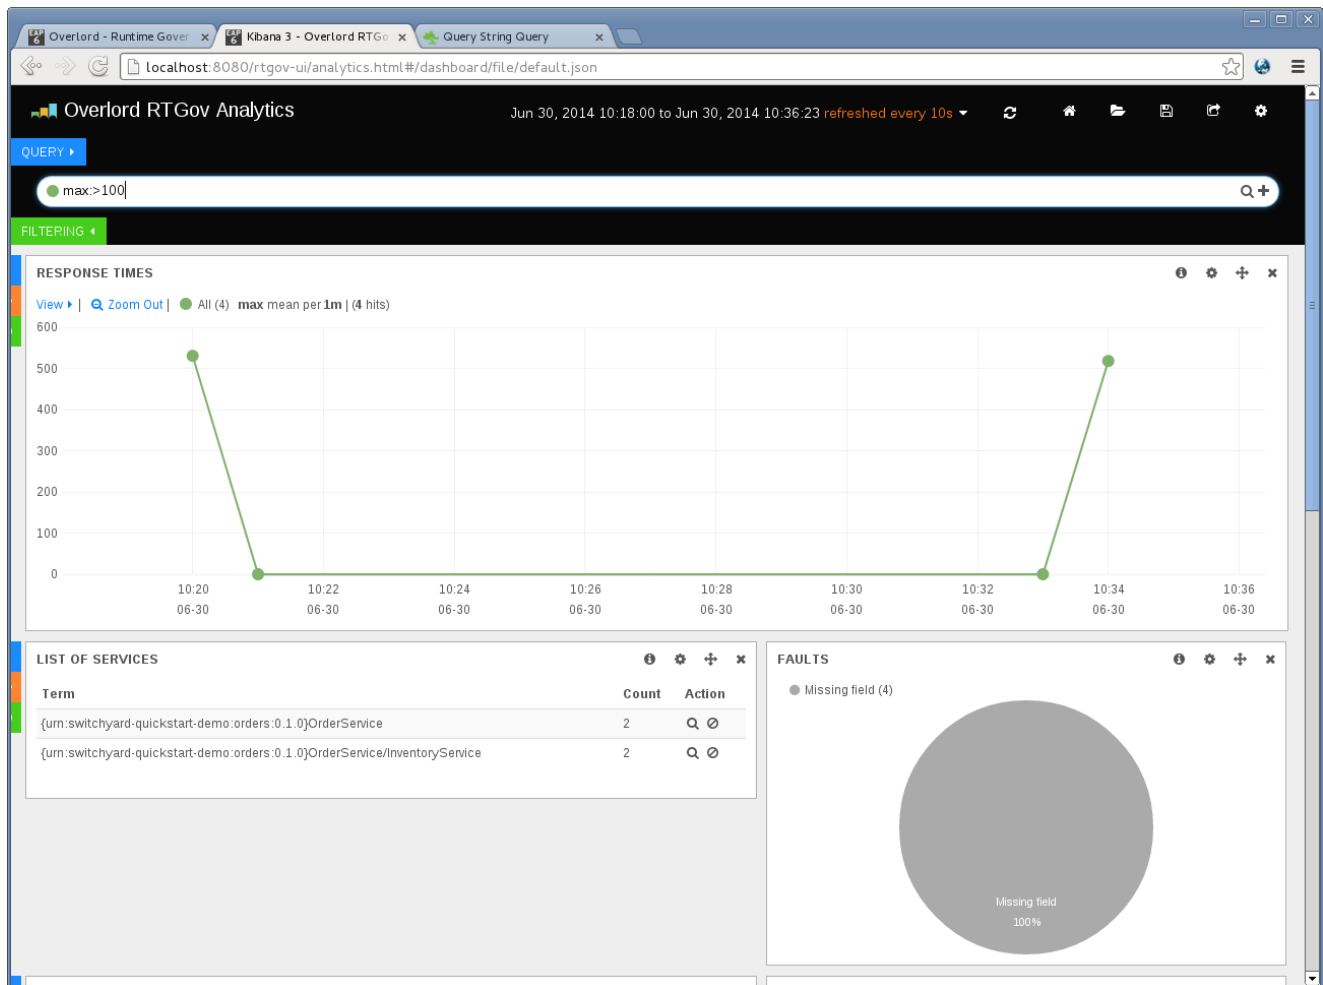 Overlord - Runtime Gover
Kibana 3 - Overlord RTGo
Query String Query
localhost:8080/rtgov-ui/analytics.html#/dashboard/file/default.json
Overlord RTGov Analytics
Jun 30, 2014 10:18:00 to Jun 30, 2014 10:36:23 refreshed every 10s
QUERY
max:>100
FILTERING
RESPONSE TIMES
View | Zoom Out | All (4) max mean per 1m | (4 hits)
600
500
400
300
200
100
0
10:20 10:22 10:24 10:26 10:28 10:30 10:32 10:34 10:36
06-30 06-30 06-30 06-30 06-30 06-30 06-30 06-30 06-30
LIST OF SERVICES
Term Count Action
{urn:switchyard-quickstart-demo:orders:0.1.0}OrderService 2
{urn:switchyard-quickstart-demo:orders:0.1.0}OrderService/InventoryService 2
FAULTS
Missing field (4)
Missing field
100%